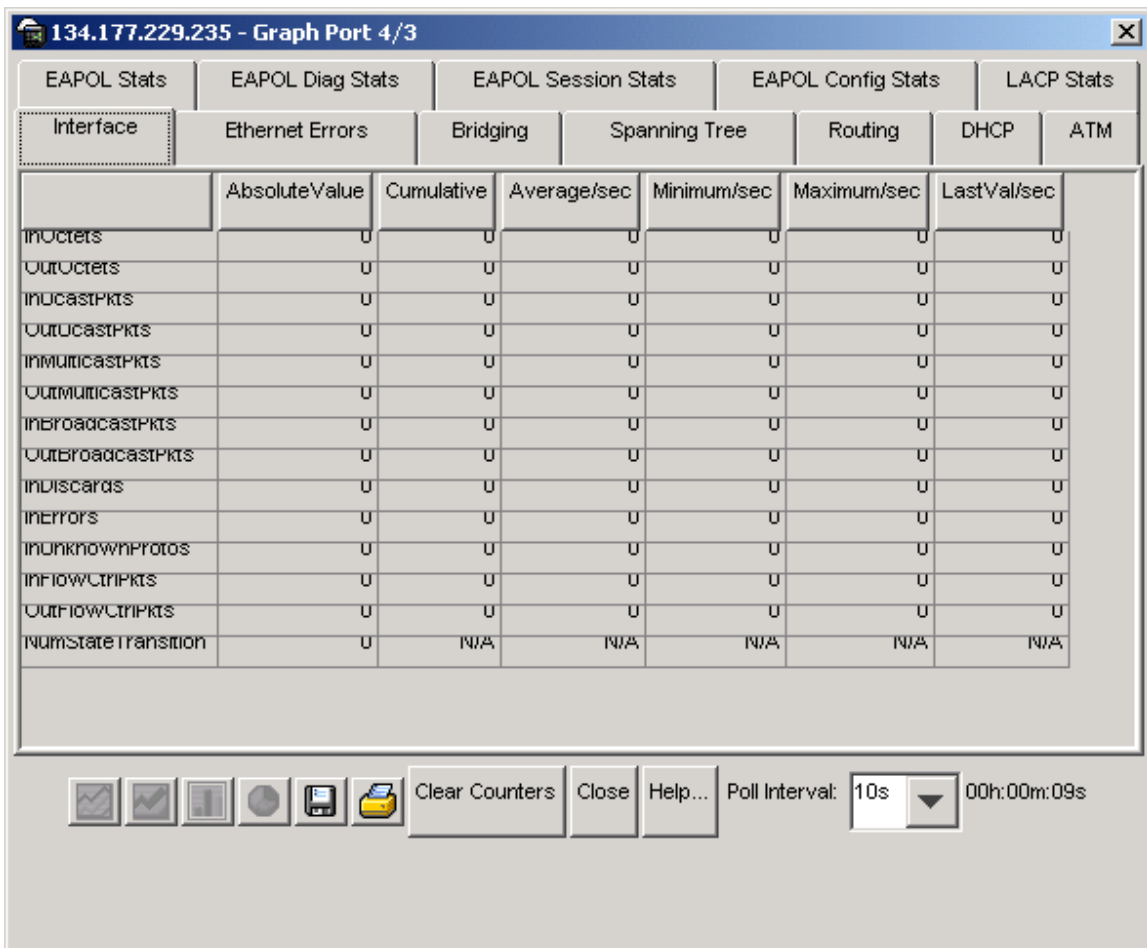 134.177.229.235 - Graph Port 4/3
EAPOL Stats EAPOL Diag Stats EAPOL Session Stats EAPOL Config Stats LACP Stats
Interface Ethernet Errors Bridging Spanning Tree Routing DHCP ATM
AbsoluteValue Cumulative Average/sec Minimum/sec Maximum/sec LastVal/sec
InOctets 0 0 0 0 0 0
OutOctets 0 0 0 0 0 0
InUcastPkts 0 0 0 0 0 0
OutUcastPkts 0 0 0 0 0 0
InMulticastPkts 0 0 0 0 0 0
OutMulticastPkts 0 0 0 0 0 0
InBroadcastPkts 0 0 0 0 0 0
OutBroadcastPkts 0 0 0 0 0 0
InDiscards 0 0 0 0 0 0
InErrors 0 0 0 0 0 0
InUnknownProtos 0 0 0 0 0 0
InFlowCtrlPkts 0 0 0 0 0 0
OutFlowCtrlPkts 0 0 0 0 0 0
NumStateTransition 0 N/A N/A N/A N/A N/A
Clear Counters Close Help... Poll Interval: 10s 00h:00m:09s